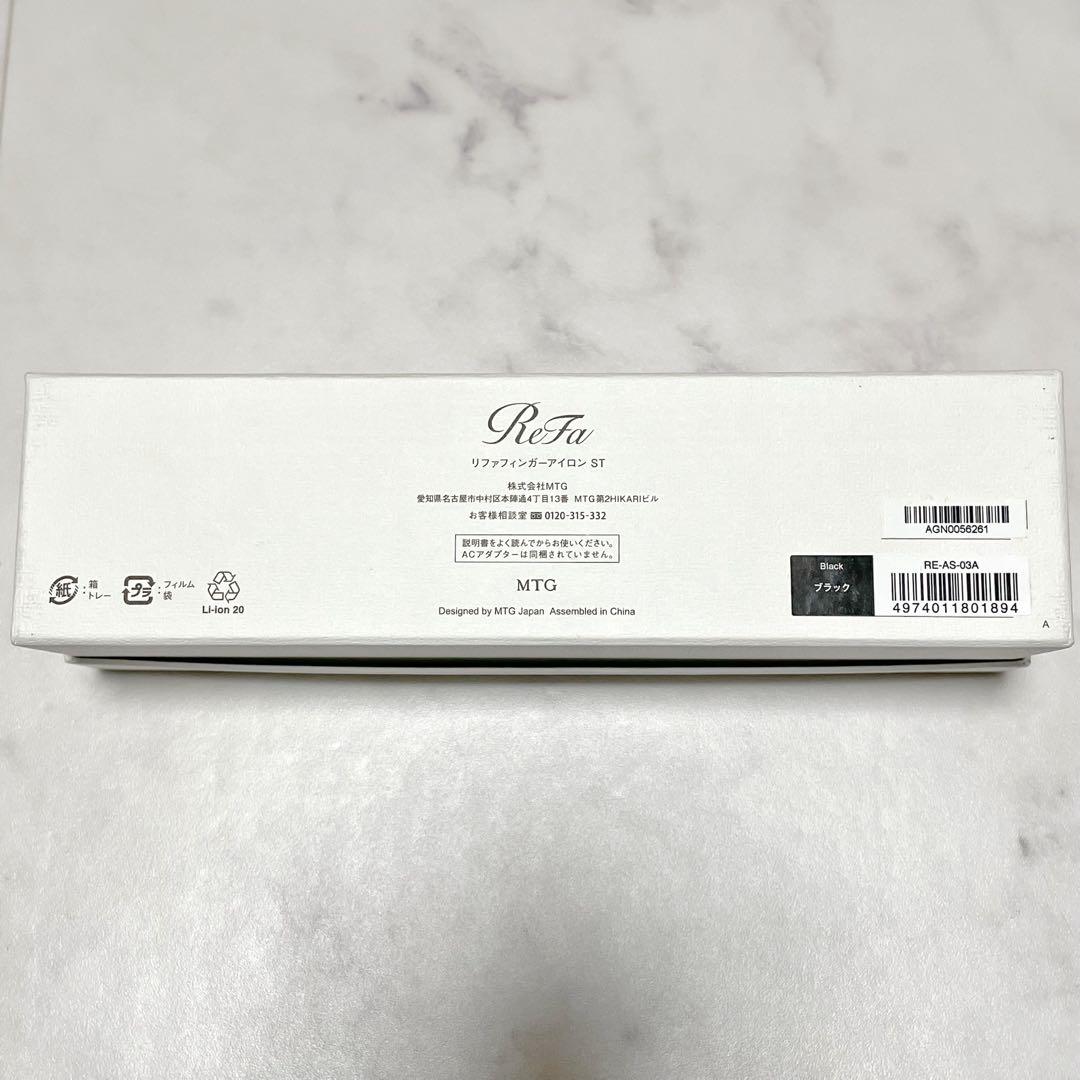 ReFa
リファフィンガーアイロン ST
株式会社MTG
愛知県名古屋市中村区本陣通4丁目13番 MTG第2HIKARIビル
お客様相談室 0120-315-332
説明書をよく読んでからお使いください。
ACアダプターは同梱されていません。
MTG
Designed by MTG Japan Assembled in China
紙 : 箱
トレー
プラ : フィルム
袋
Li-ion 20
AGN0056261
Black
ブラック
RE-AS-03A
4974011801894
A